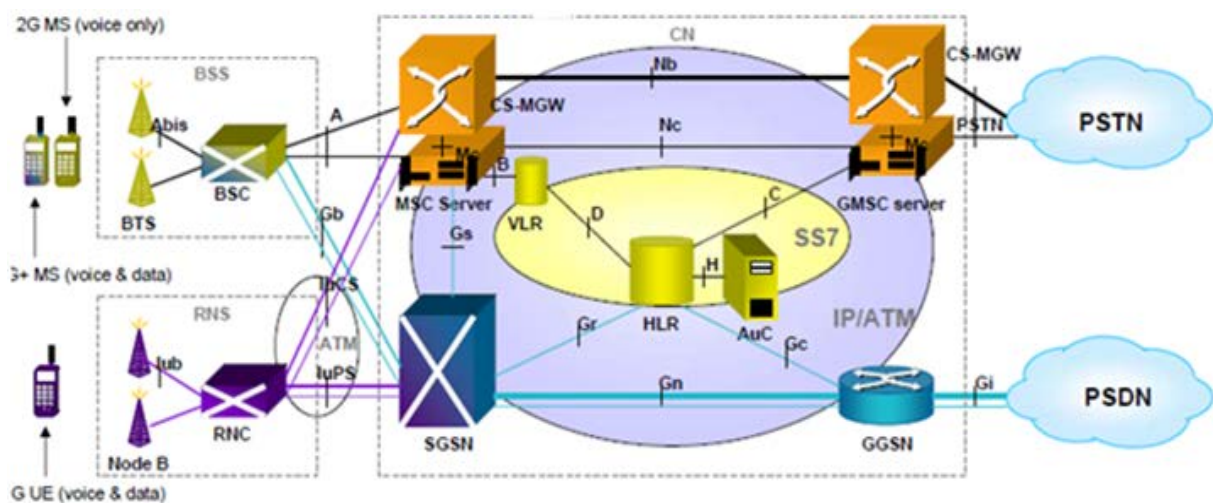 2G MS (voice only)
CN
BSS
CS-MGW
Nb
CS-MGW
Abis
A
PSTN
Nc
PSTN
Mc
Mc
B
BSC
MSC Server
C
GMSC server
BTS
VLR
Gb
D
SS7
Gs
G+ MS (voice & data)
H
IuCS
RNS
HLR
AuC
IP/ATM
ATM
Gr
Gc
Iub
IuPS
Gn
Gi
PSDN
RNC
SGSN
GGSN
Node B
G UE (voice & data)